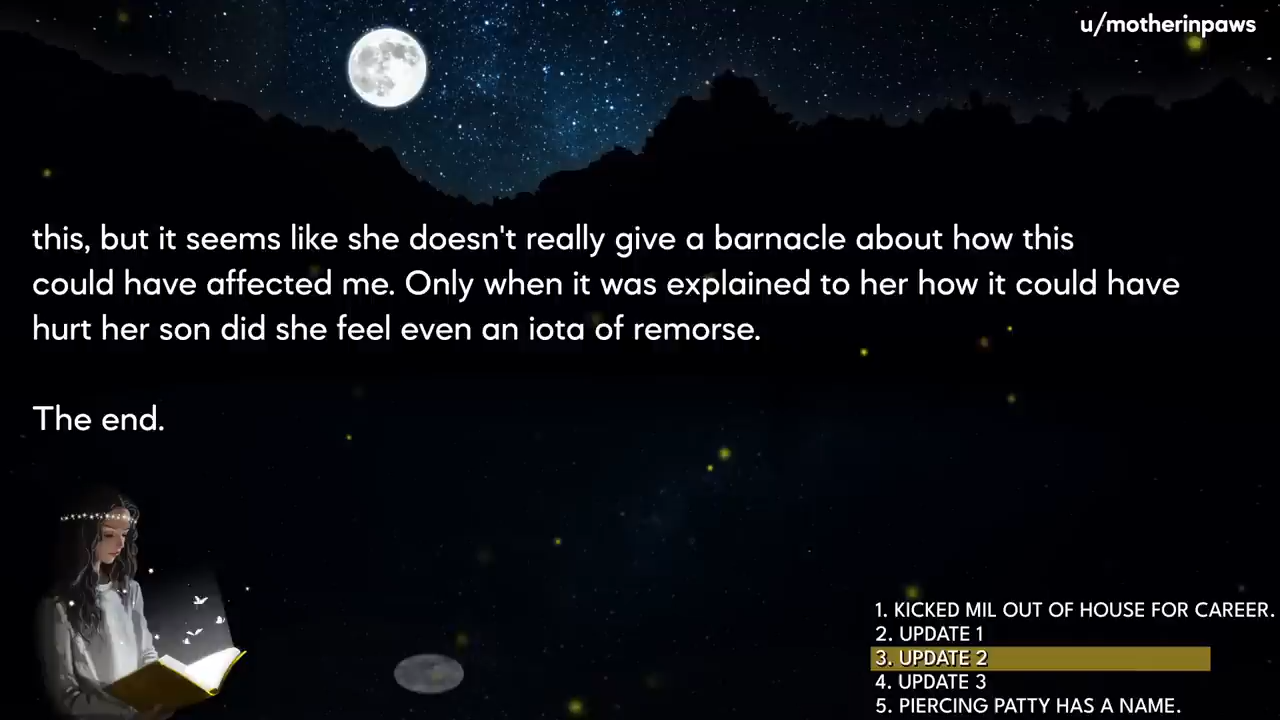 u/motherinpaws
this, but it seems like she doesn't really give a barnacle about how this
could have affected me. Only when it was explained to her how it could have
hurt her son did she feel even an iota of remorse.
The end.
1. KICKED MIL OUT OF HOUSE FOR CAREER.
2. UPDATE 1
3. UPDATE 2
4. UPDATE 3
5. PIERCING PATTY HAS A NAME.